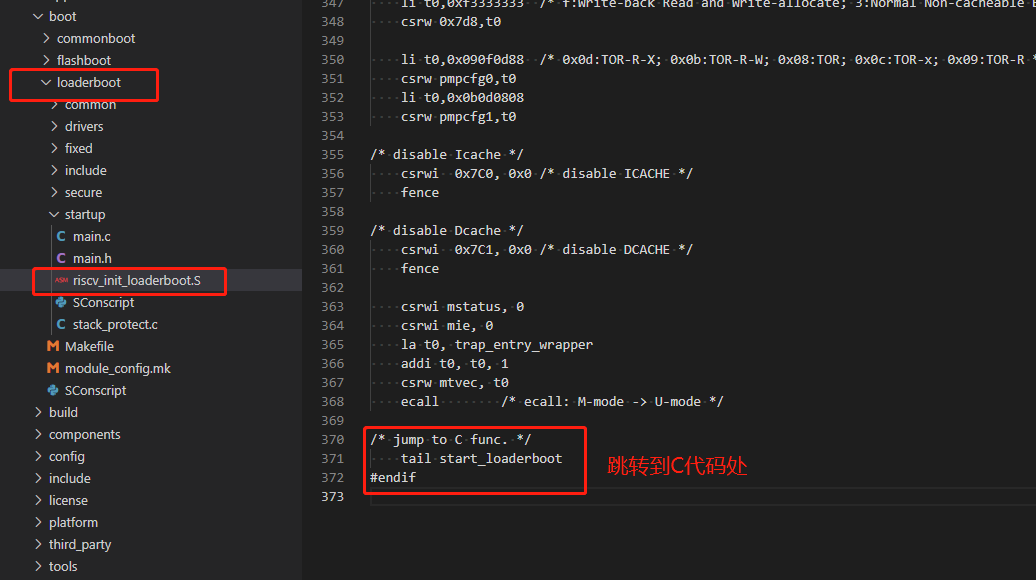 boot
commonboot
flashboot
loaderboot
common
drivers
fixed
include
secure
startup
C main.c
C main.h
ASM riscv_init_loaderboot.S
SConscript
C stack_protect.c
M Makefile
M module_config.mk
SConscript
build
components
config
include
license
platform
third_party
tools
347 li t0,0xf3333333 /* f:Write-back Read and Write-allocate; 3:Normal Non-cacheable
348 csrw 0x7d8,t0
349
350 li t0,0x090f0d88 /* 0x0d:TOR-R-X; 0x0b:TOR-R-W; 0x08:TOR; 0x0c:TOR-x; 0x09:TOR-R *
351 csrw pmpcfg0,t0
352 li t0,0x0b0d0808
353 csrw pmpcfg1,t0
354
355 /* disable Icache */
356 csrwi 0x7C0, 0x0 /* disable ICACHE */
357 fence
358
359 /* disable Dcache */
360 csrwi 0x7C1, 0x0 /* disable DCACHE */
361 fence
362
363 csrwi mstatus, 0
364 csrwi mie, 0
365 la t0, trap_entry_wrapper
366 addi t0, t0, 1
367 csrw mtvec, t0
368 ecall /* ecall: M-mode -> U-mode */
369
370 /* jump to C func. */
371 tail start_loaderboot
372 #endif
373
跳转到C代码处